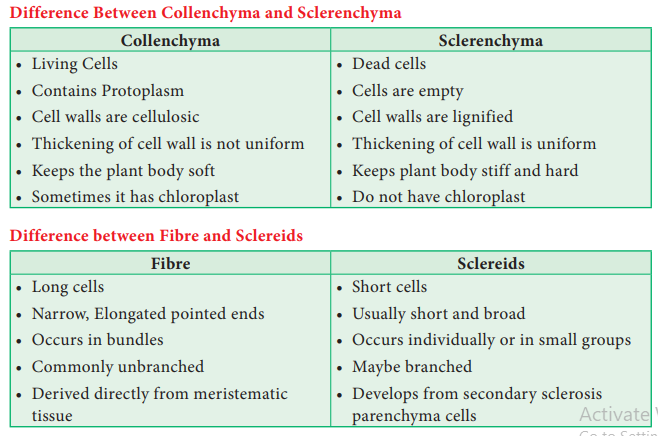 Difference Between Collenchyma and Sclerenchyma
Collenchyma Sclerenchyma
• Living Cells • Dead cells
• Contains Protoplasm • Cells are empty
• Cell walls are cellulosic • Cell walls are lignified
• Thickening of cell wall is not uniform • Thickening of cell wall is uniform
• Keeps the plant body soft • Keeps plant body stiff and hard
• Sometimes it has chloroplast • Do not have chloroplast
Difference between Fibre and Sclereids
Fibre Sclereids
• Long cells • Short cells
• Narrow, Elongated pointed ends • Usually short and broad
• Occurs in bundles • Occurs individually or in small groups
• Commonly unbranched • Maybe branched
• Derived directly from meristematic • Develops from secondary sclerosis
tissue parenchyma cells
Activate